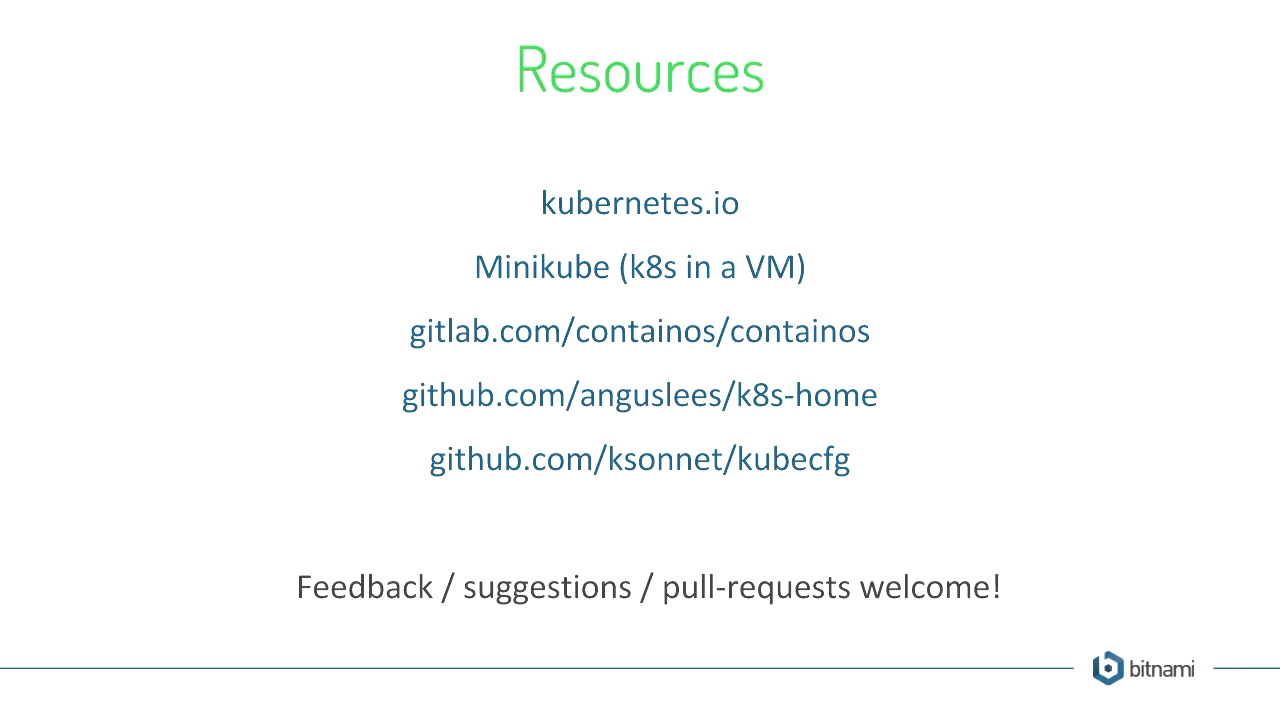 Resources
kubernetes.io
Minikube (k8s in a VM)
gitlab.com/containos/containos
github.com/anguslees/k8s-home
github.com/ksonnet/kubecfg
Feedback / suggestions / pull-requests welcome!
bitnami